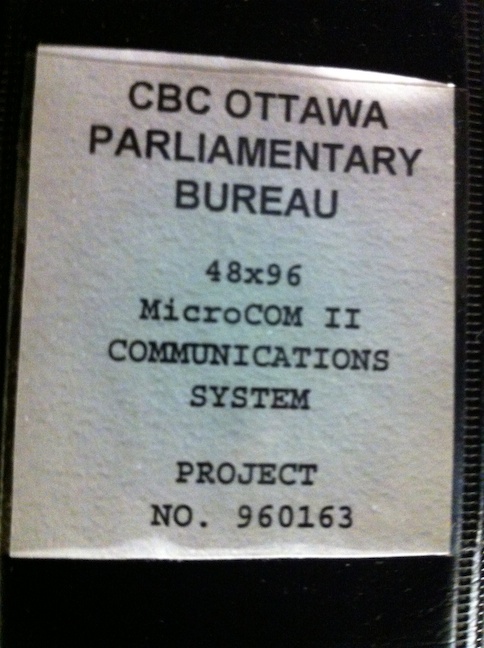 CBC OTTAWA
PARLIAMENTARY
BUREAU
48x96
MicroCOM II
COMMUNICATIONS
SYSTEM
PROJECT
NO. 960163